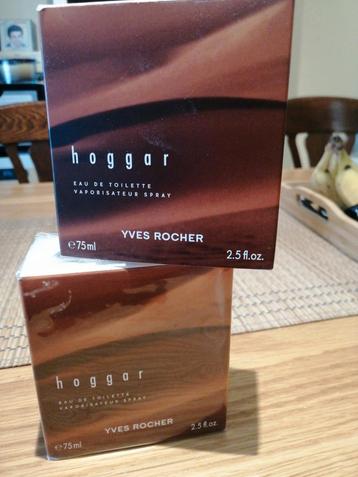 hoggar
EAU DE TOILETTE
VAPORISATEUR SPRAY
YVES ROCHER
℮75ml 2.5 fl.oz.
hoggar
EAU DE TOILETTE
VAPORISATEUR SPRAY
YVES ROCHER
℮75ml 2.5 fl.oz.